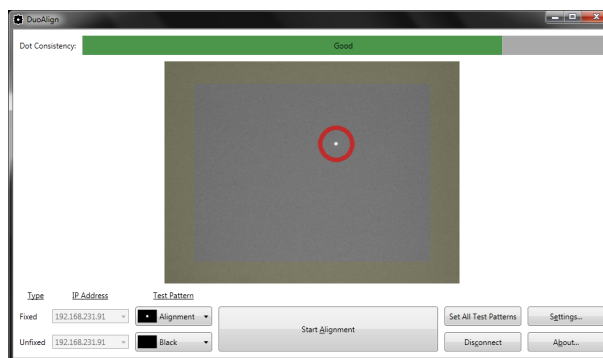 DuoAlign
Dot Consistency: Good
Type IP Address Test Pattern
Fixed 192.168.231.91 Alignment Set All Test Patterns Settings...
Start Alignment
Unfixed 192.168.231.91 Black Disconnect About...